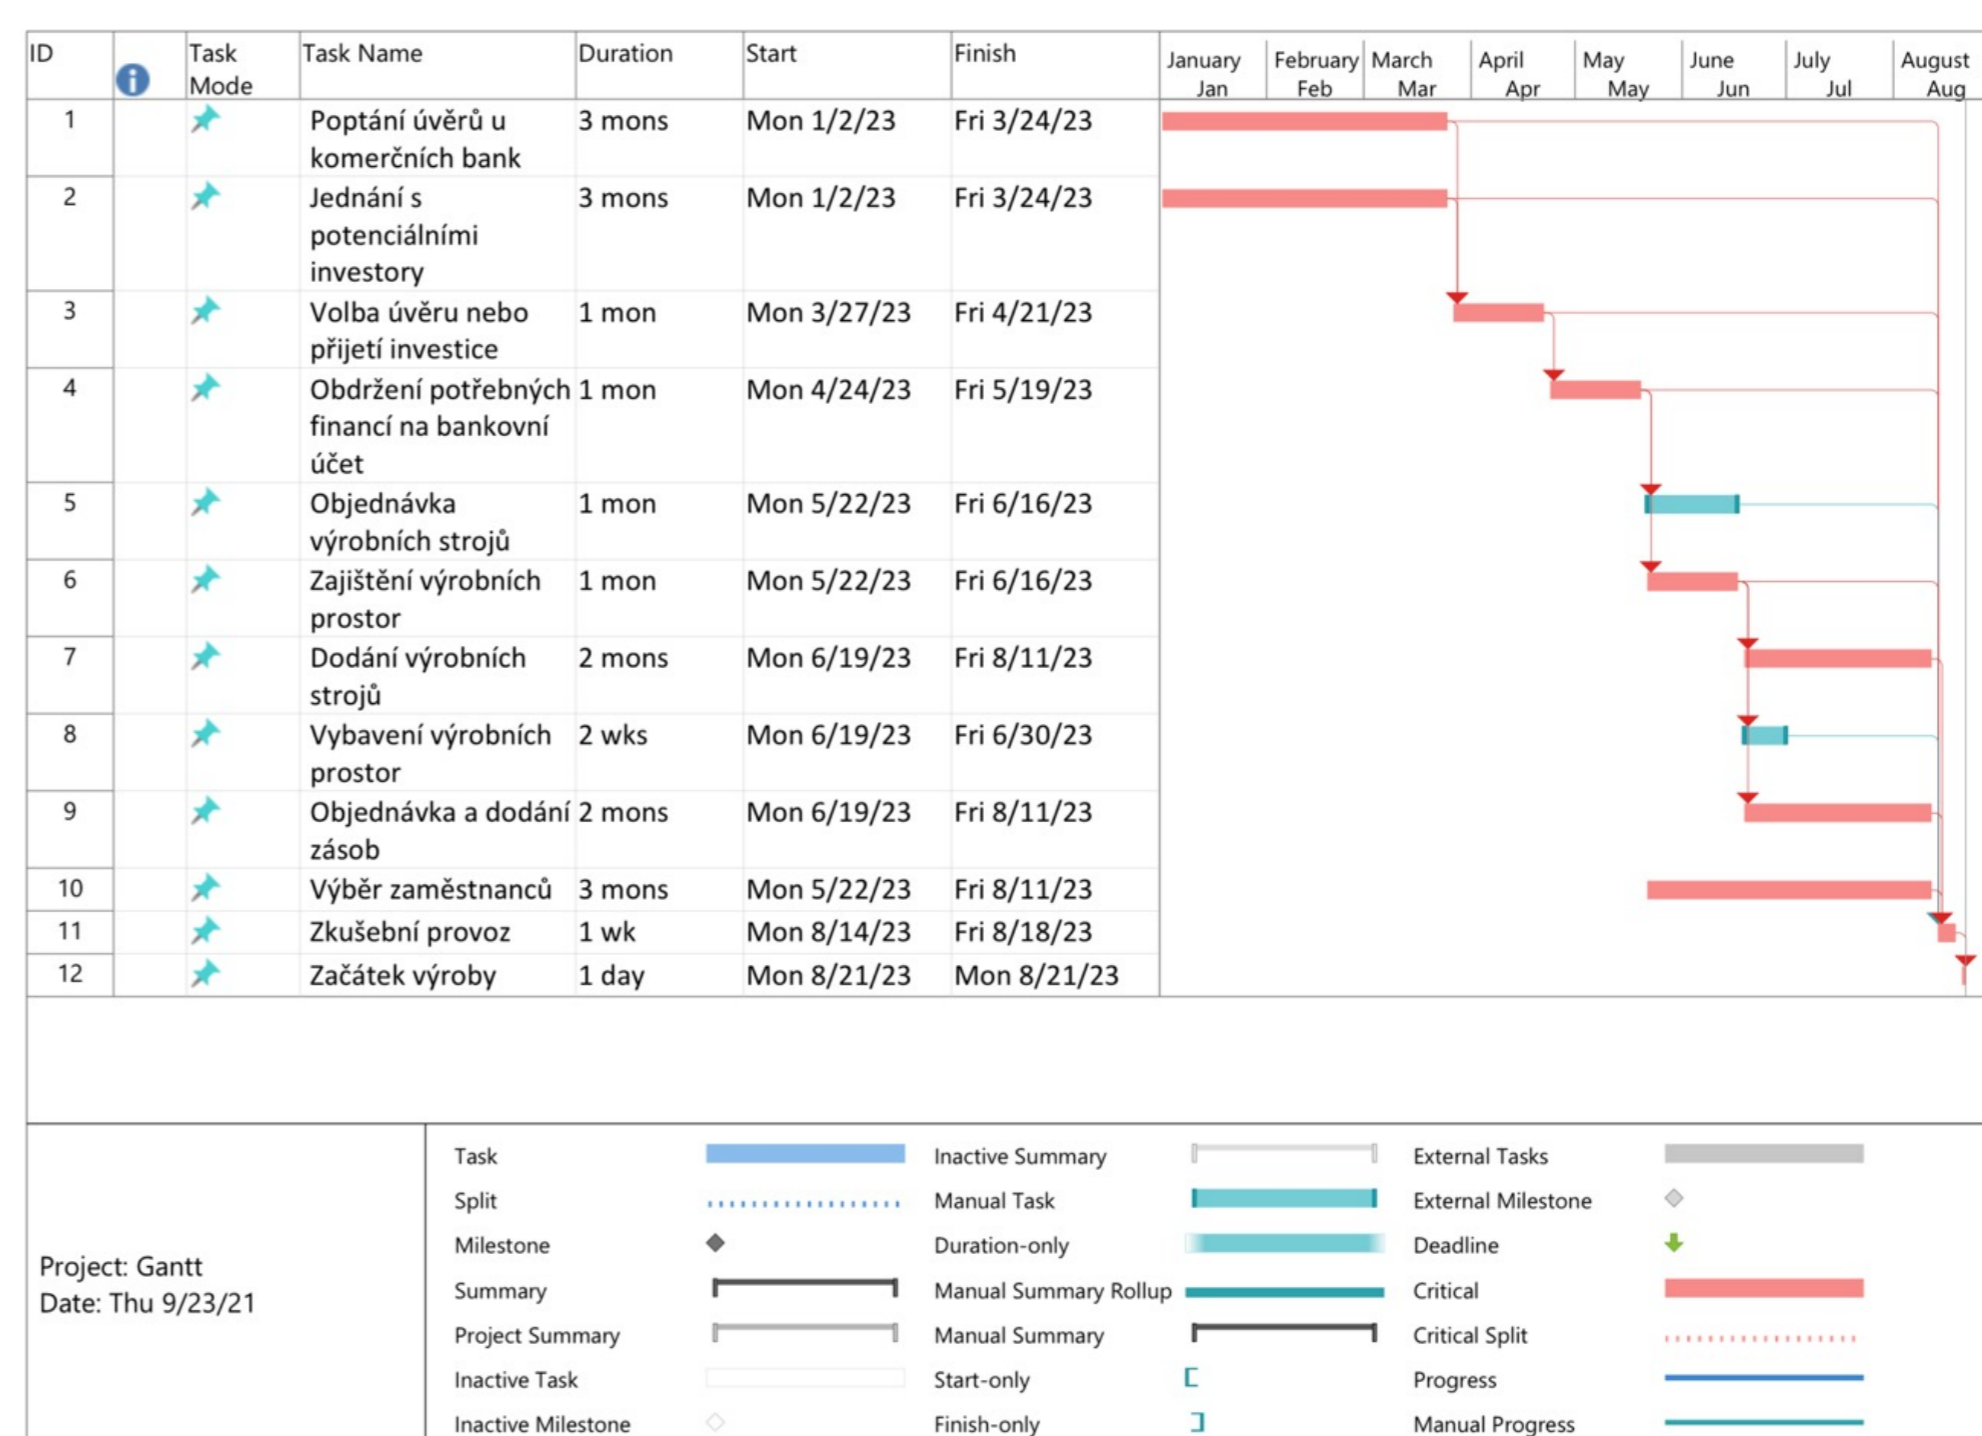 ID Task Task Name Duration Start Finish January February March April May June July August
Mode Jan Feb Mar Apr May Jun Jul Aug
1 Poptání úvěrů u 3 mons Mon 1/2/23 Fri 3/24/23
komerčních bank
2 Jednání s 3 mons Mon 1/2/23 Fri 3/24/23
potenciálními
investory
3 Volba úvěru nebo 1 mon Mon 3/27/23 Fri 4/21/23
přijetí investice
4 Obdržení potřebných 1 mon Mon 4/24/23 Fri 5/19/23
financí na bankovní
účet
5 Objednávka 1 mon Mon 5/22/23 Fri 6/16/23
výrobních strojů
6 Zajištění výrobních 1 mon Mon 5/22/23 Fri 6/16/23
prostor
7 Dodání výrobních 2 mons Mon 6/19/23 Fri 8/11/23
strojů
8 Vybavení výrobních 2 wks Mon 6/19/23 Fri 6/30/23
prostor
9 Objednávka a dodání 2 mons Mon 6/19/23 Fri 8/11/23
zásob
10 Výběr zaměstnanců 3 mons Mon 5/22/23 Fri 8/11/23
11 Zkušební provoz 1 wk Mon 8/14/23 Fri 8/18/23
12 Začátek výroby 1 day Mon 8/21/23 Mon 8/21/23
Project: Gantt
Date: Thu 9/23/21
Task Inactive Summary External Tasks
Split Manual Task External Milestone
Milestone Duration-only Deadline
Summary Manual Summary Rollup Critical
Project Summary Manual Summary Critical Split
Inactive Task Start-only Progress
Inactive Milestone Finish-only Manual Progress